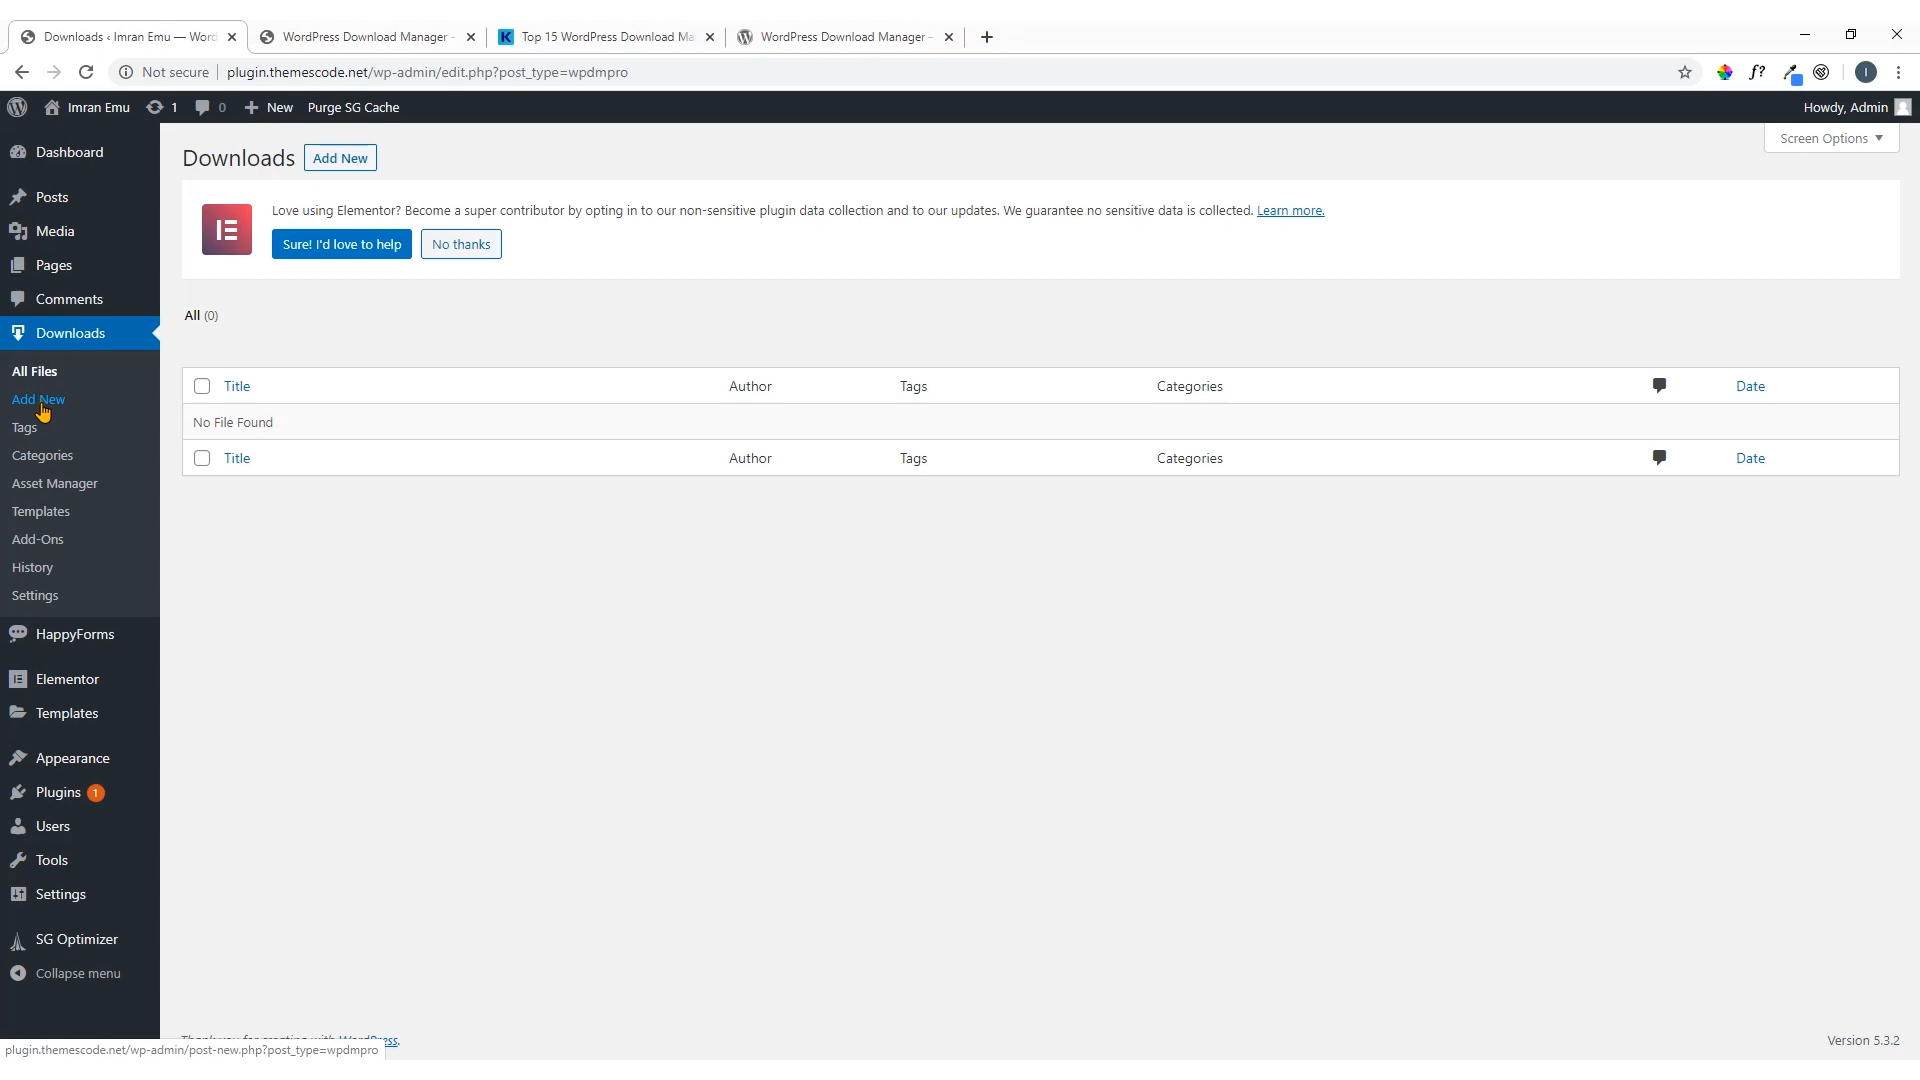 Downloads ‹ Imran Emu — Word
WordPress Download Manager -
Top 15 WordPress Download Ma
WordPress Download Manager –
Not secure
plugin.themescode.net/wp-admin/edit.php?post_type=wpdmpro
Imran Emu
1
0
New
Purge SG Cache
Howdy, Admin
Dashboard
Posts
Media
Pages
Comments
Downloads
All Files
Add New
Tags
Categories
Asset Manager
Templates
Add-Ons
History
Settings
HappyForms
Elementor
Templates
Appearance
Plugins 1
Users
Tools
Settings
SG Optimizer
Collapse menu
Screen Options
Downloads
Add New
Love using Elementor? Become a super contributor by opting in to our non-sensitive plugin data collection and to our updates. We guarantee no sensitive data is collected. Learn more.
Sure! I'd love to help
No thanks
All (0)
Title Author Tags Categories Date
No File Found
Title Author Tags Categories Date
Thank you for creating with WordPress.
Version 5.3.2
plugin.themescode.net/wp-admin/post-new.php?post_type=wpdmpro